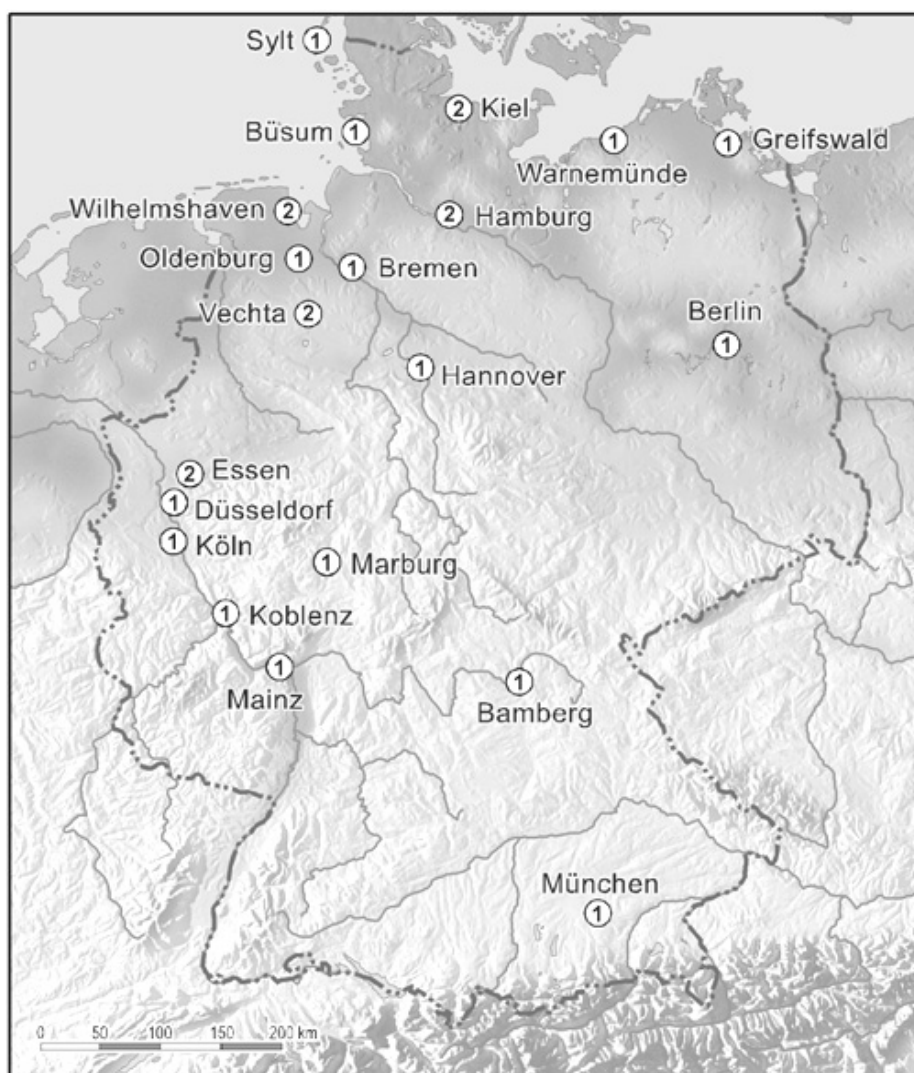 Sylt 1
2 Kiel
Büsum 1
1 Warnemünde
1 Greifswald
Wilhelmshaven 2
2 Hamburg
Oldenburg 1
1 Bremen
Vechta 2
Berlin 1
1 Hannover
2 Essen
1 Düsseldorf
1 Köln
1 Marburg
1 Koblenz
1 Mainz
1 Bamberg
München 1
0 50 100 150 200 km